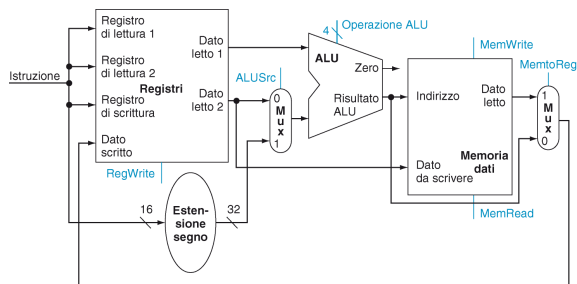 Registro
di lettura 1
Registro
di lettura 2
Registro
di scrittura
Dato
scritto
Registri
Dato
letto 1
Dato
letto 2
Istruzione
RegWrite
16
Estensione
segno
32
ALUSrc
0
Mux
1
4
Operazione ALU
ALU
Zero
Risultato
ALU
MemWrite
Indirizzo
Dato
letto
Dato
da scrivere
Memoria
dati
MemRead
MemtoReg
1
Mux
0